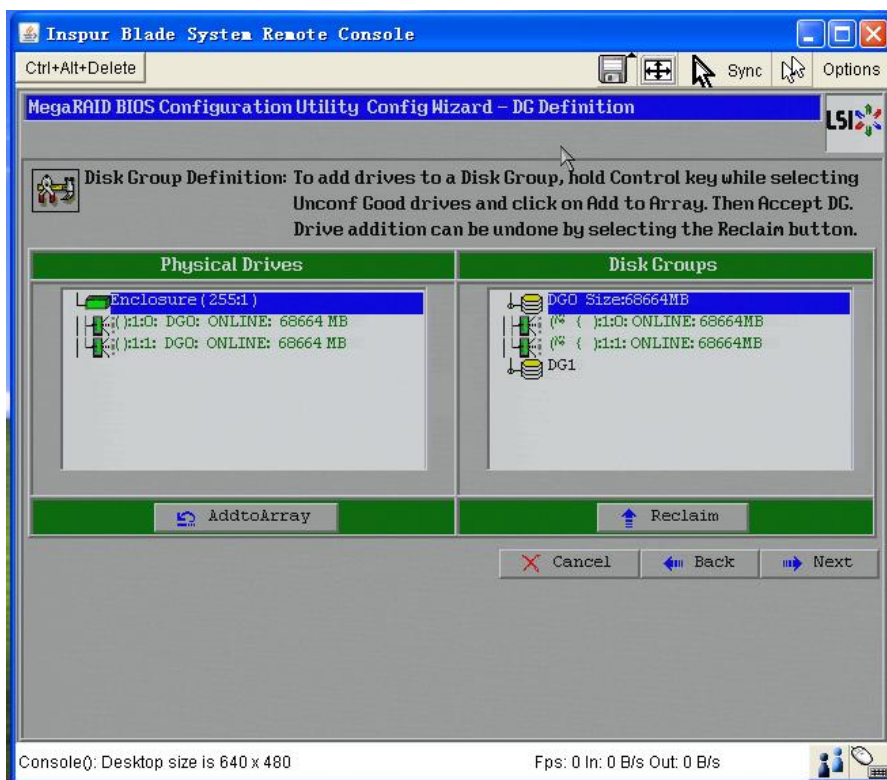 Inspur Blade System Remote Console
Ctrl+Alt+Delete
Sync
Options
MegaRAID BIOS Configuration Utility Config Wizard – DG Definition
LSI
Disk Group Definition: To add drives to a Disk Group, hold Control key while selecting
Unconf Good drives and click on Add to Array. Then Accept DG.
Drive addition can be undone by selecting the Reclaim button.
Physical Drives
Enclosure (255:1)
():1:0: DG0: ONLINE: 68664 MB
():1:1: DG0: ONLINE: 68664 MB
AddtoArray
Disk Groups
DG0 Size:68664MB
( ):1:0: ONLINE: 68664MB
( ):1:1: ONLINE: 68664MB
DG1
Reclaim
Cancel
Back
Next
Console(): Desktop size is 640 x 480
Fps: 0 In: 0 B/s Out: 0 B/s